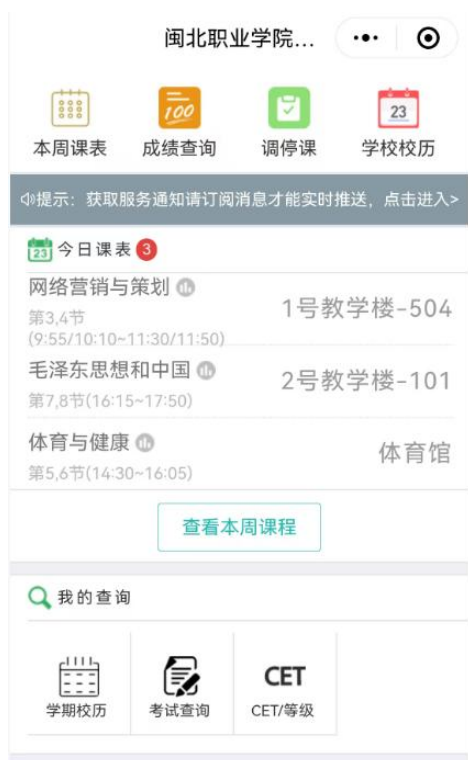 闽北职业学院...
100
23
本周课表 成绩查询 调停课 学校校历
提示：获取服务通知请订阅消息才能实时推送，点击进入>
23 今日课表 3
网络营销与策划
1号教学楼-504
第3,4节
(9:55/10:10~11:30/11:50)
毛泽东思想和中国
2号教学楼-101
第7,8节(16:15~17:50)
体育与健康
体育馆
第5,6节(14:30~16:05)
查看本周课程
我的查询
CET
学期校历 考试查询 CET/等级